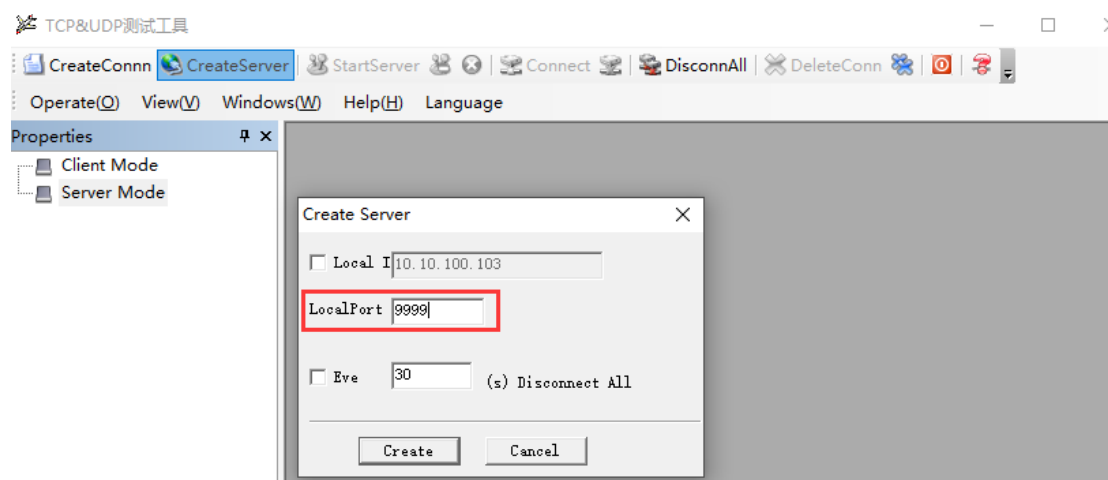 TCP&UDP测试工具
CreateConnn CreateServer StartServer Connect DisconnAll DeleteConn
Operate(O) View(V) Windows(W) Help(H) Language
Properties
Client Mode
Server Mode
Create Server
Local I 10.10.100.103
LocalPort 9999
Eve 30 (s) Disconnect All
Create Cancel